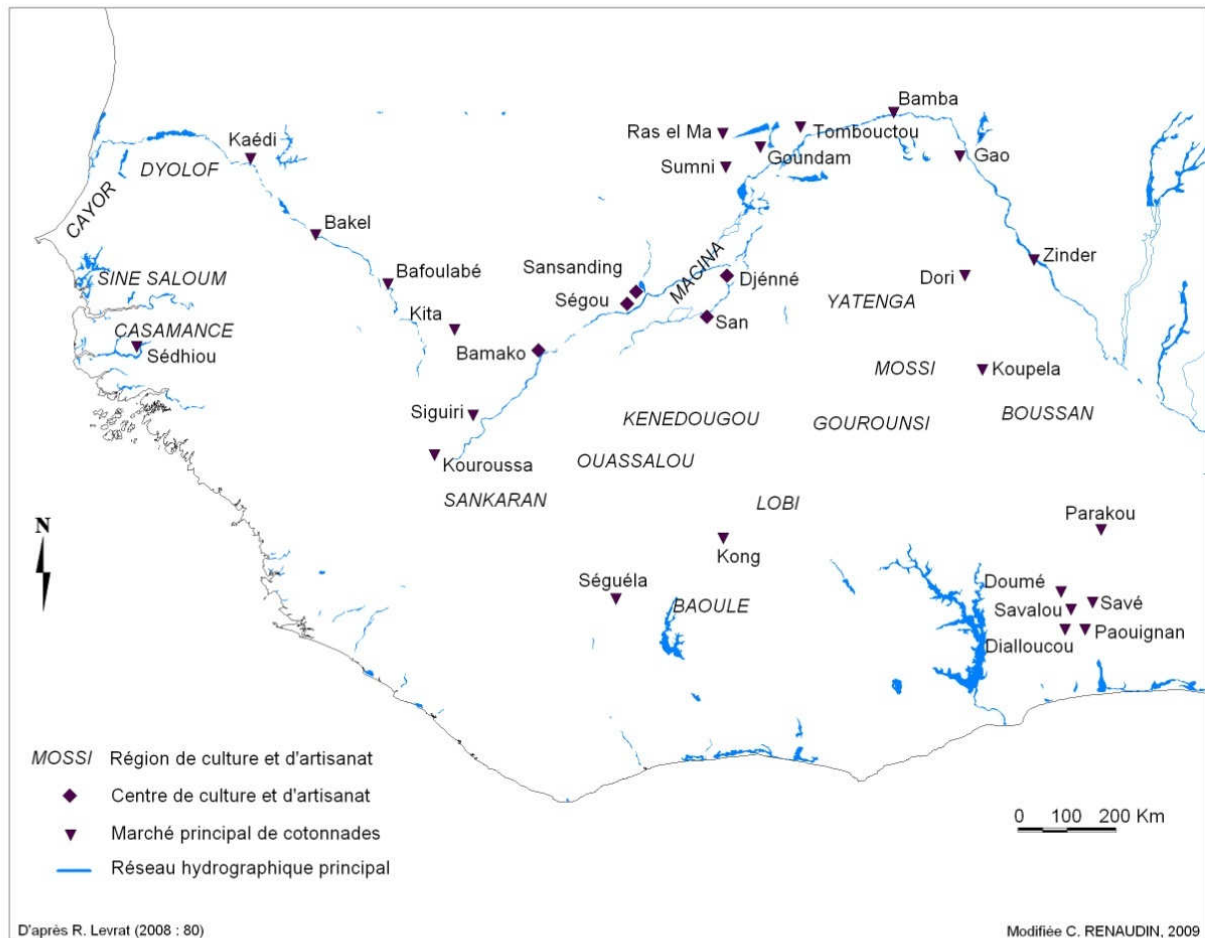 Bamba
Ras el Ma
Tombouctou
Kaédi
Goundam
Gao
Sumni
DYOLOF
CAYOR
Bakel
MACINA
Zinder
Sansanding
Bafoulabé
Djénné
Dori
SINE SALOUM
Ségou
YATENGA
Kita
San
CASAMANCE
Sédhiou
Bamako
MOSSI
Koupela
Siguiri
KENEDOUGOU
GOUROUNSI
BOUSSAN
Kouroussa
OUASSALOU
SANKARAN
LOBI
Parakou
N
Kong
Séguéla
Doumé
BAOULE
Savalou
Savé
Dialloucou
Paouignan
MOSSI Région de culture et d'artisanat
Centre de culture et d'artisanat
Marché principal de cotonnades
Réseau hydrographique principal
0 100 200 Km
D'après R. Levrat (2008 : 80)
Modifiée C. RENAUDIN, 2009